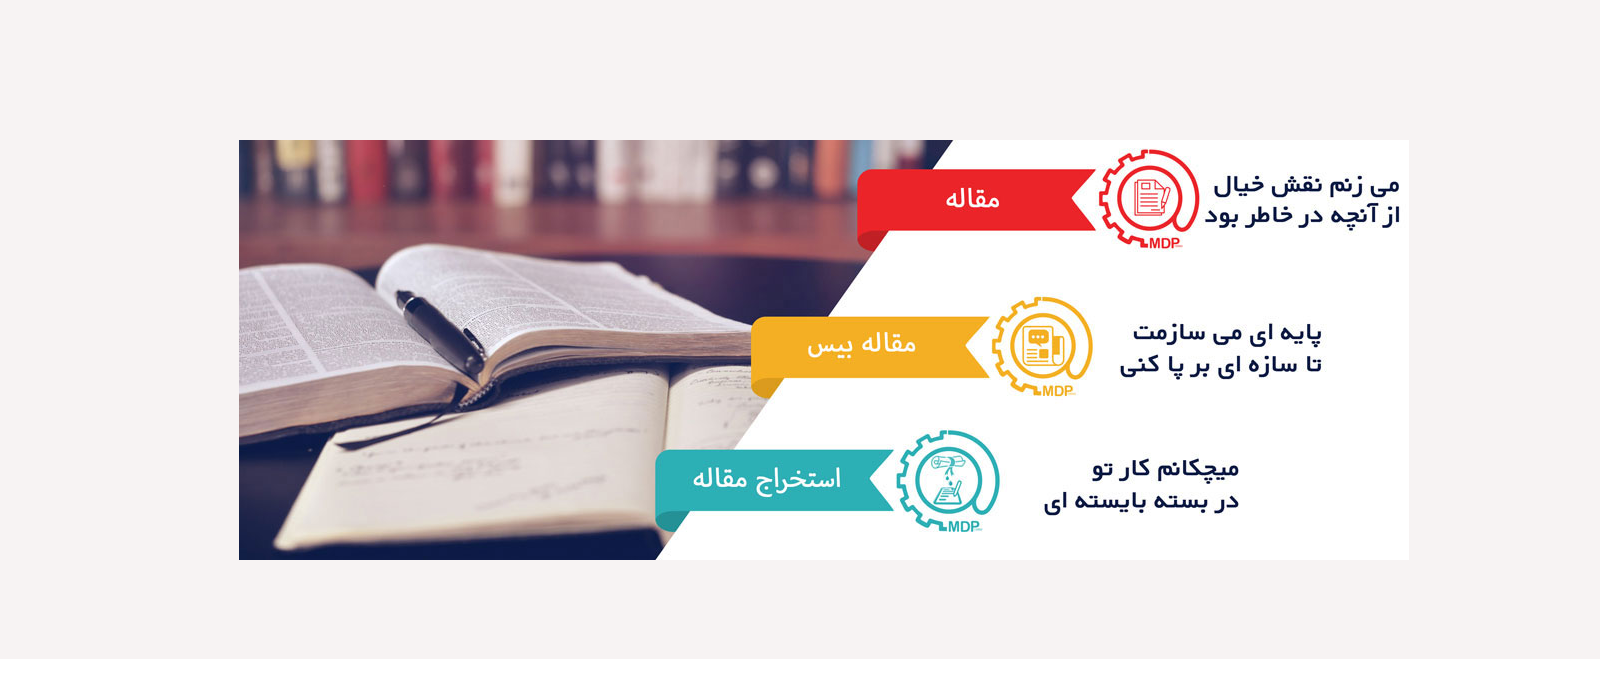 می زنم نقش خیال
از آنچه در خاطر بود
مقاله
MDP
پایه ای می سازمت
تا سازه ای بر پا کنی
مقاله بیس
MDP
میچکانم کار تو
در بسته بایسته ای
استخراج مقاله
MDP